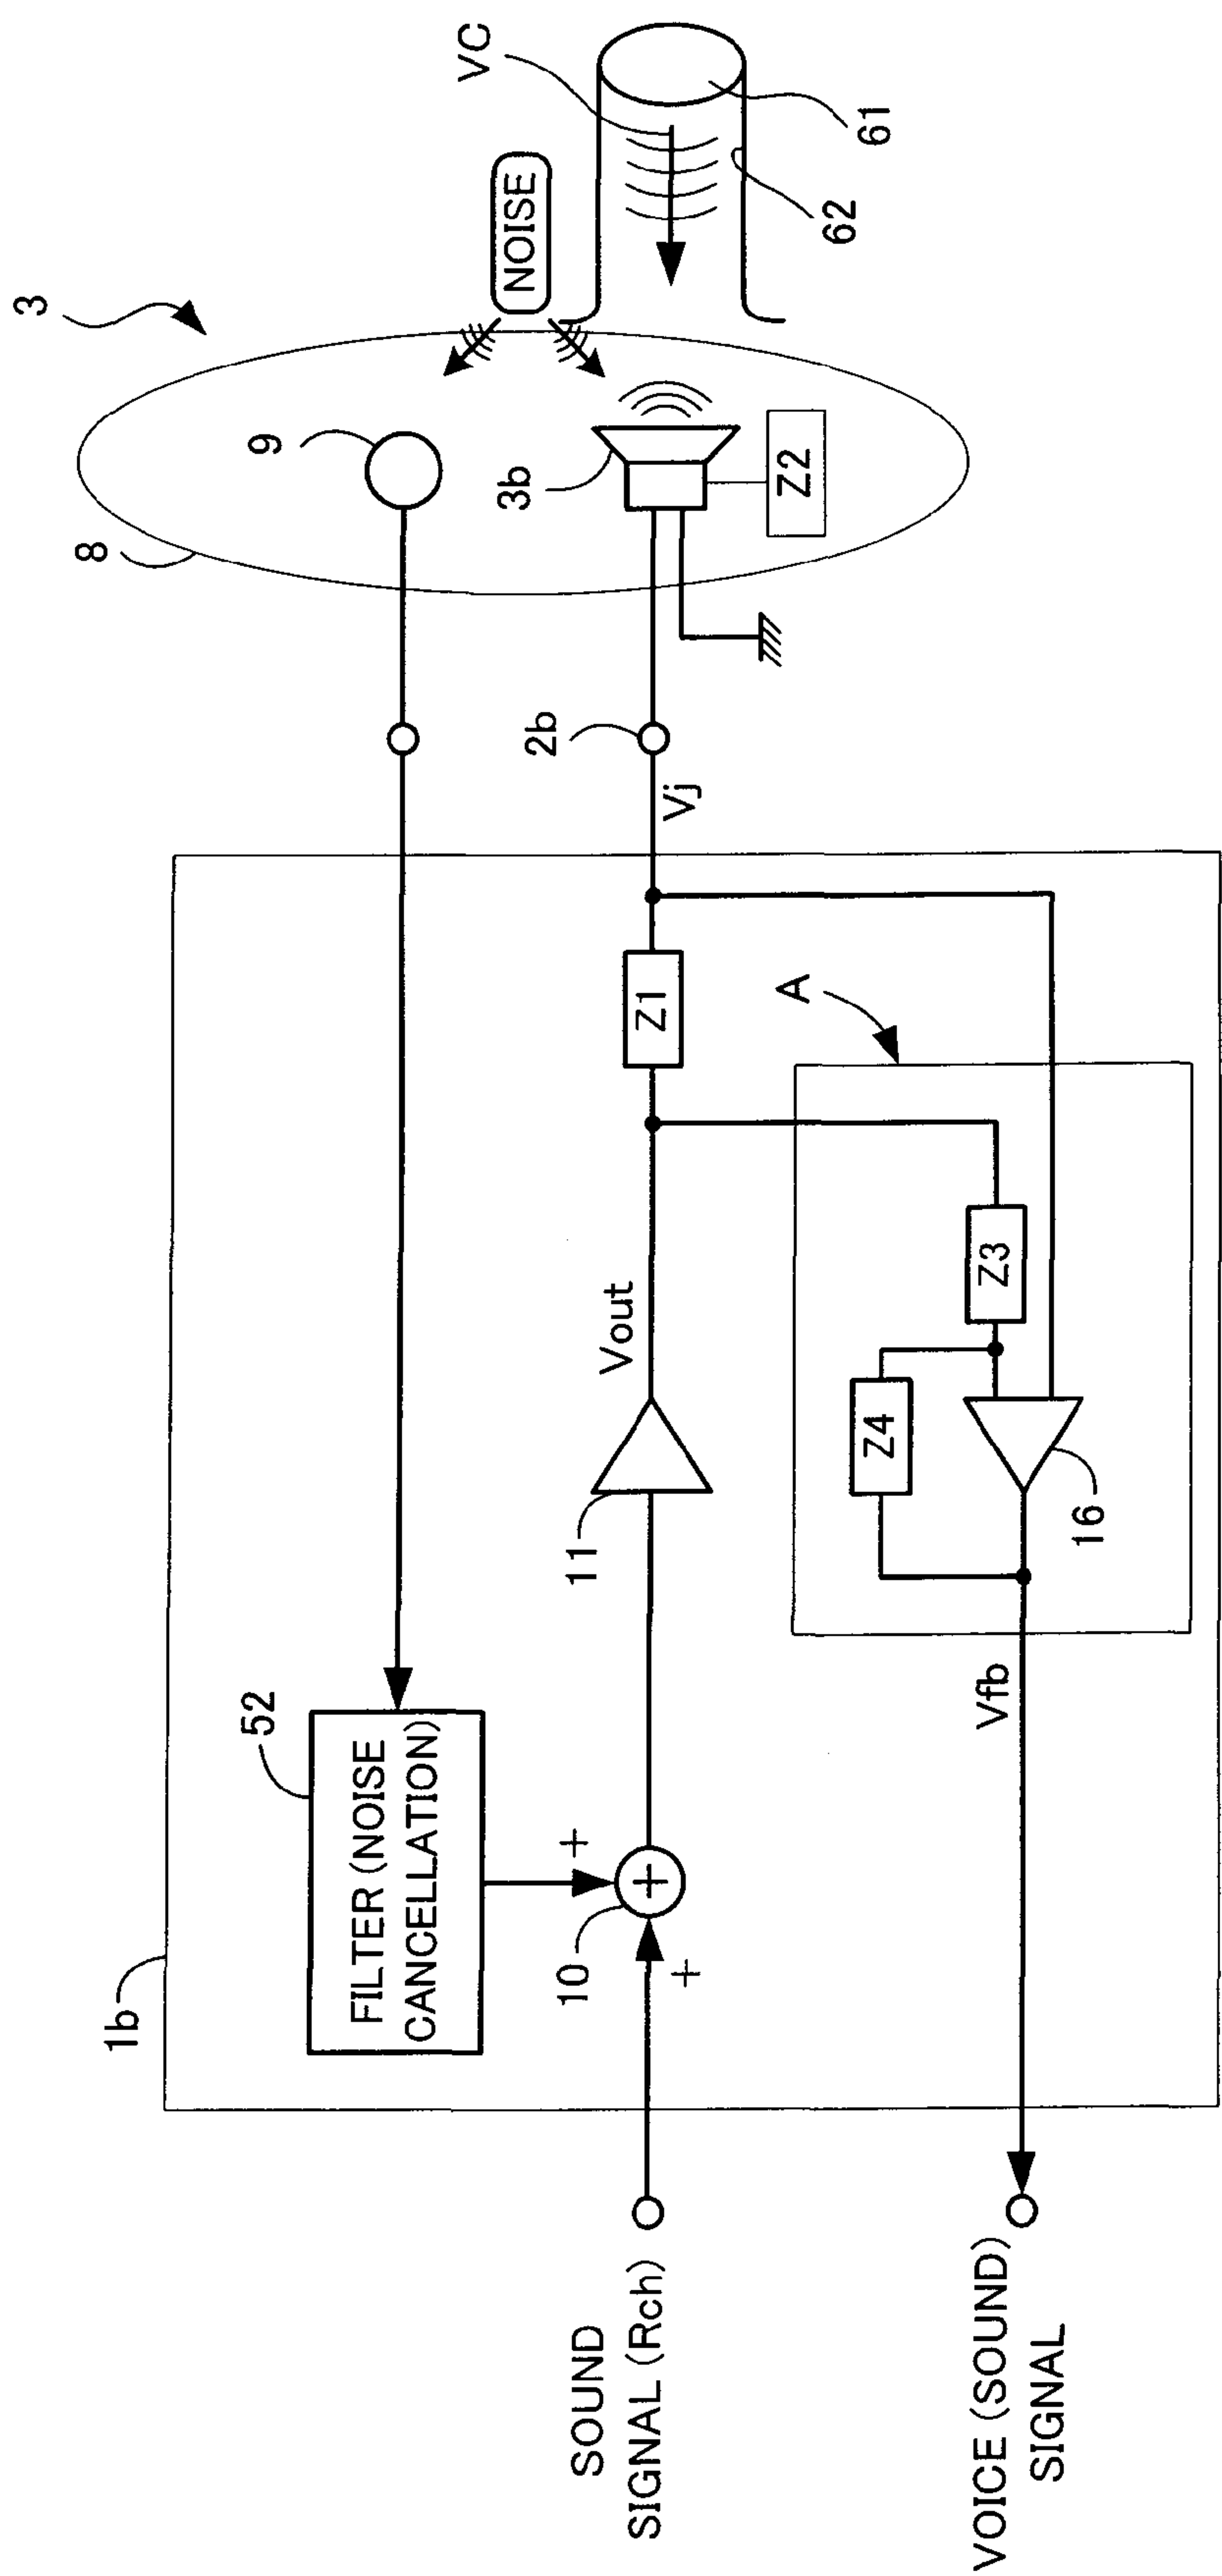 3
8
9
NOISE
VC
61
62
3b
Z2
2b
Vj
1b
52
FILTER (NOISE
CANCELLATION)
10
+
+
+
11
Vout
Z1
A
Z3
Z4
16
Vfb
SOUND
SIGNAL (Rch)
VOICE (SOUND)
SIGNAL